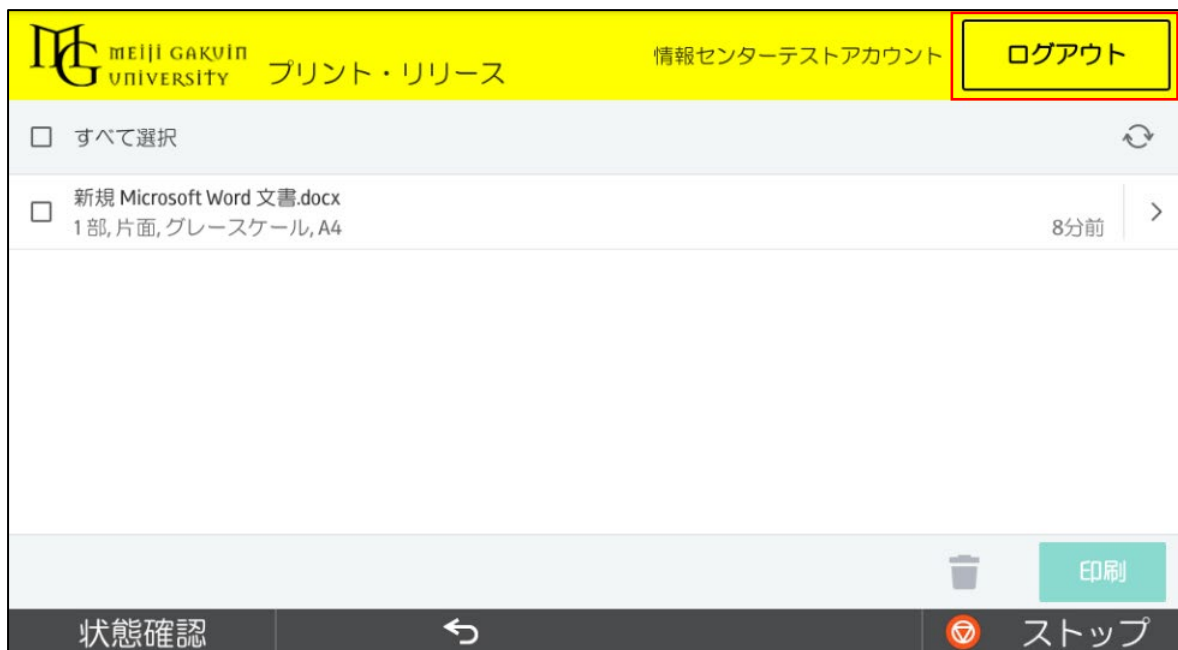 MG MEIJI GAKUIN
UNIVERSITY
プリント・リリース
情報センターテストアカウント
ログアウト
すべて選択
新規 Microsoft Word 文書.docx
1 部, 片面, グレースケール, A4
8分前
印刷
状態確認
ストップ